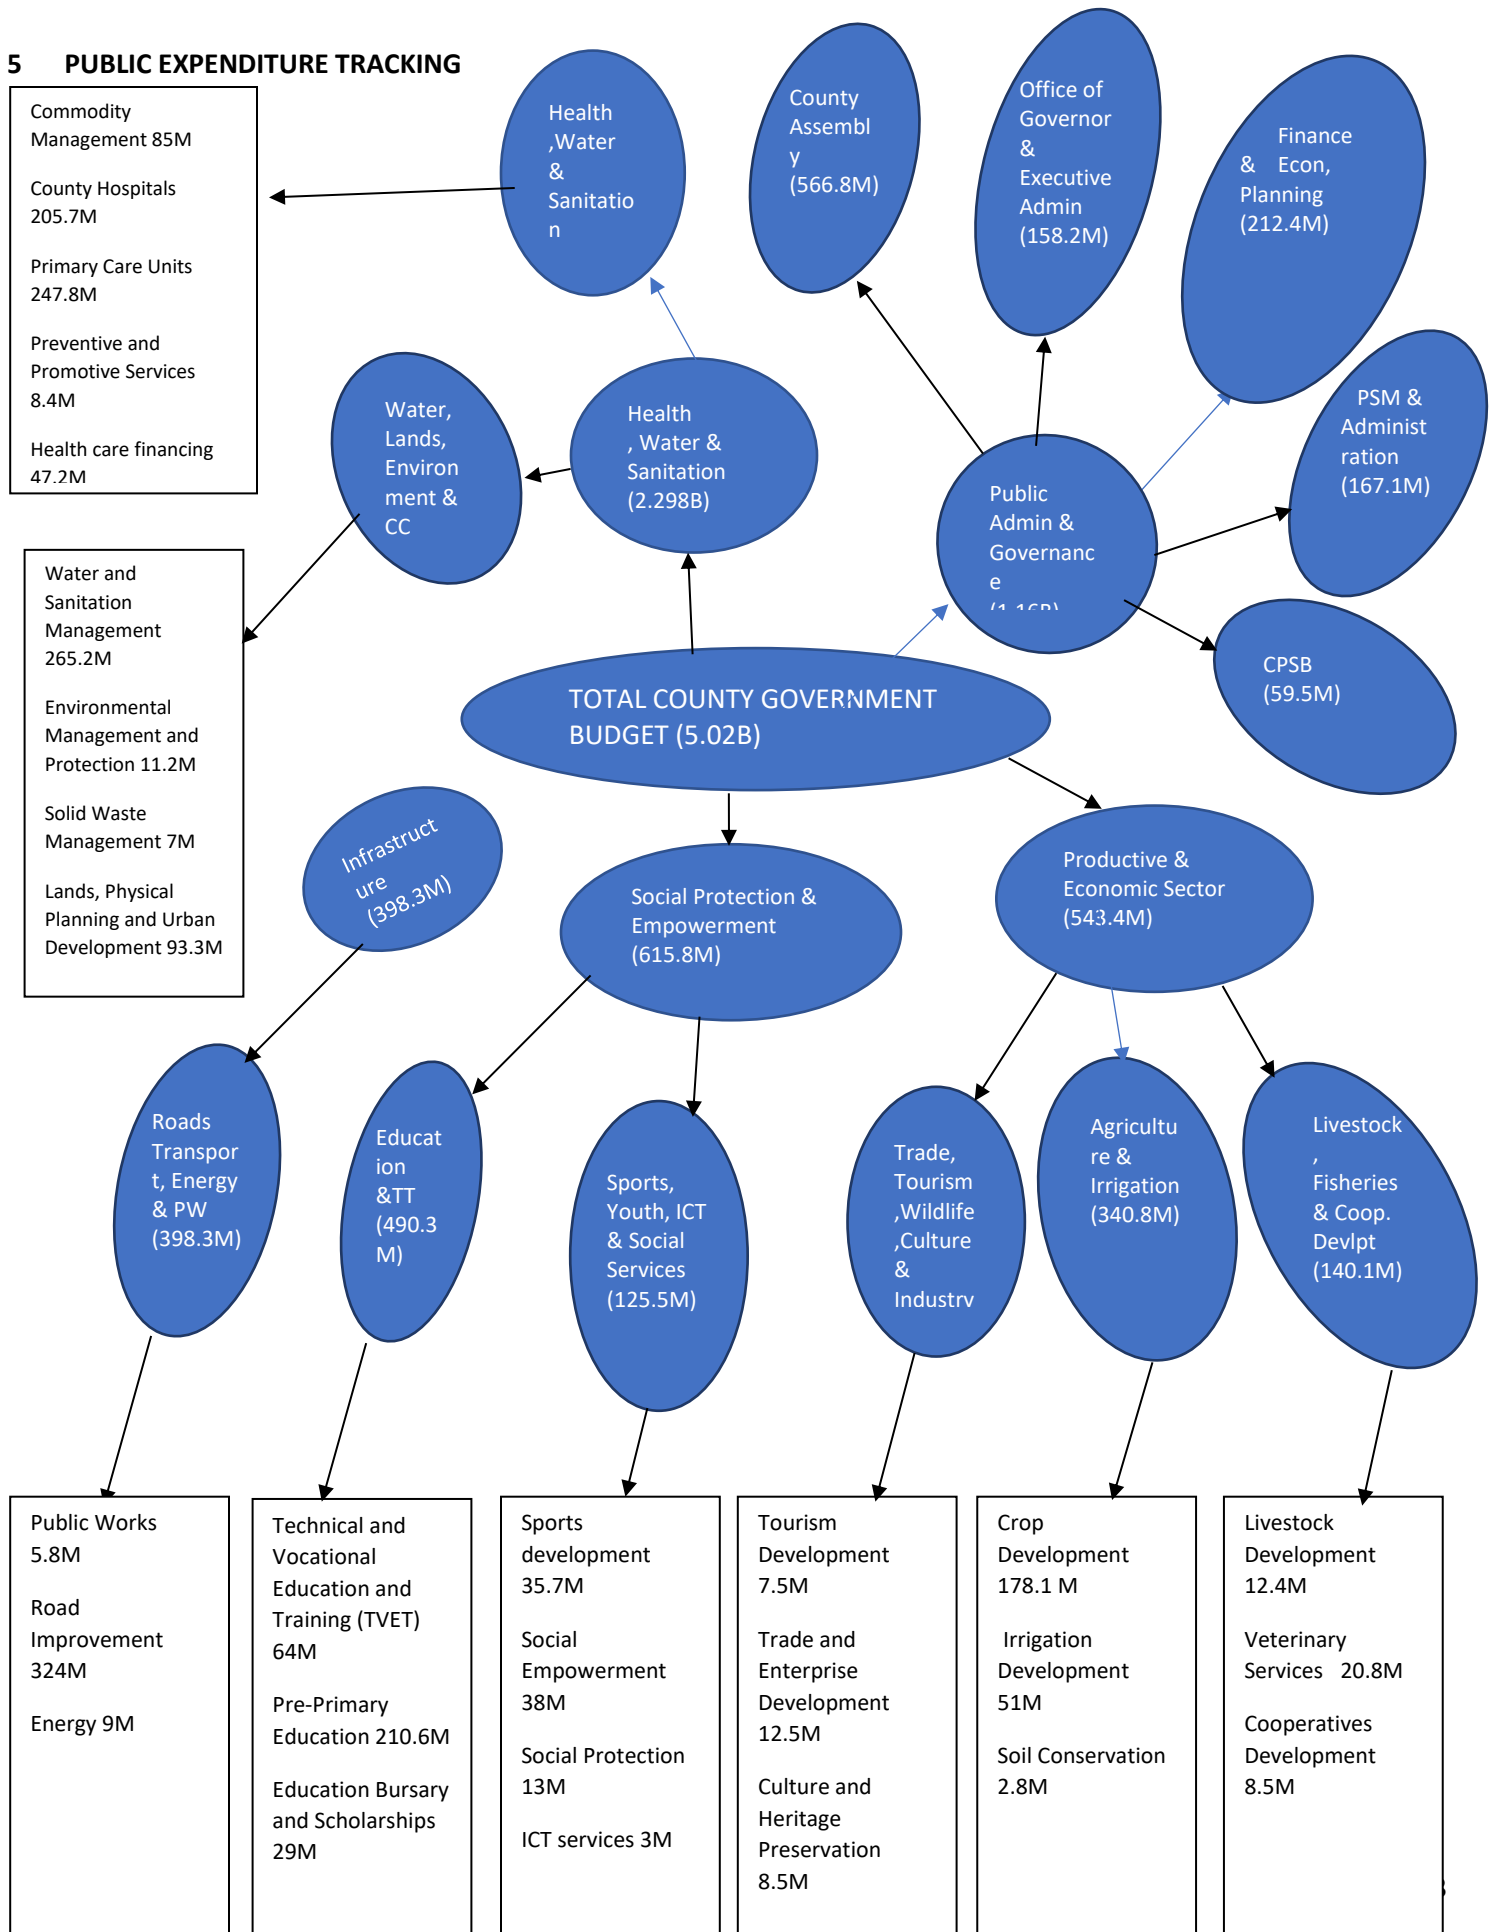 5 PUBLIC EXPENDITURE TRACKING
Commodity
Management 85M
County Hospitals
205.7M
Primary Care Units
247.8M
Preventive and
Promotive Services
8.4M
Health care financing
47.2M
Health
,Water
&
Sanitatio
n
County
Assembl
y
(566.8M)
Office of
Governor
&
Executive
Admin
(158.2M)
Finance
& Econ,
Planning
(212.4M)
Water,
Lands,
Environ
ment &
CC
Health
, Water &
Sanitation
(2.298B)
Public
Admin &
Governanc
e
(1.16B)
PSM &
Administ
ration
(167.1M)
CPSB
(59.5M)
Water and
Sanitation
Management
265.2M
Environmental
Management and
Protection 11.2M
Solid Waste
Management 7M
Lands, Physical
Planning and Urban
Development 93.3M
TOTAL COUNTY GOVERNMENT
BUDGET (5.02B)
Infrastruct
ure
(398.3M)
Social Protection &
Empowerment
(615.8M)
Productive &
Economic Sector
(543.4M)
Roads
Transpor
t, Energy
& PW
(398.3M)
Educat
ion
&TT
(490.3
M)
Sports,
Youth, ICT
& Social
Services
(125.5M)
Trade,
Tourism
,Wildlife
,Culture
&
Industry
Agricultu
re &
Irrigation
(340.8M)
Livestock
,
Fisheries
& Coop.
Devlpt
(140.1M)
Public Works
5.8M
Road
Improvement
324M
Energy 9M
Technical and
Vocational
Education and
Training (TVET)
64M
Pre-Primary
Education 210.6M
Education Bursary
and Scholarships
29M
Sports
development
35.7M
Social
Empowerment
38M
Social Protection
13M
ICT services 3M
Tourism
Development
7.5M
Trade and
Enterprise
Development
12.5M
Culture and
Heritage
Preservation
8.5M
Crop
Development
178.1 M
Irrigation
Development
51M
Soil Conservation
2.8M
Livestock
Development
12.4M
Veterinary
Services 20.8M
Cooperatives
Development
8.5M